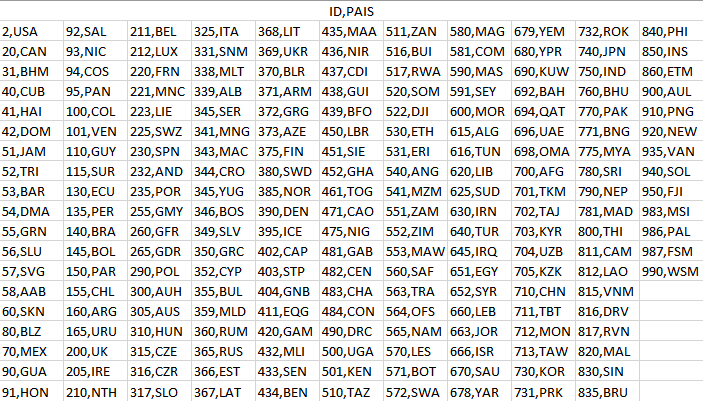 ID,PAIS
2,USA 92,SAL 211,BEL 325,ITA 368,LIT 435,MAA 511,ZAN 580,MAG 679,YEM 732,ROK 840,PHI
20,CAN 93,NIC 212,LUX 331,SNM 369,UKR 436,NIR 516,BUI 581,COM 680,YPR 740,JPN 850,INS
31,BHM 94,COS 220,FRN 338,MLT 370,BLR 437,CDI 517,RWA 590,MAS 690,KUW 750,IND 860,ETM
40,CUB 95,PAN 221,MNC 339,ALB 371,ARM 438,GUI 520,SOM 591,SEY 692,BAH 760,BHU 900,AUL
41,HAI 100,COL 223,LIE 345,SER 372,GRG 439,BFO 522,DJI 600,MOR 694,QAT 770,PAK 910,PNG
42,DOM 101,VEN 225,SWZ 341,MNG 373,AZE 450,LBR 530,ETH 615,ALG 696,UAE 771,BNG 920,NEW
51,JAM 110,GUY 230,SPN 343,MAC 375,FIN 451,SIE 531,ERI 616,TUN 698,OMA 775,MYA 935,VAN
52,TRI 115,SUR 232,AND 344,CRO 380,SWD 452,GHA 540,ANG 620,LIB 700,AFG 780,SRI 940,SOL
53,BAR 130,ECU 235,POR 345,YUG 385,NOR 461,TOG 541,MZM 625,SUD 701,TKM 790,NEP 950,FJI
54,DMA 135,PER 255,GMY 346,BOS 390,DEN 471,CAO 551,ZAM 630,IRN 702,TAJ 781,MAD 983,MSI
55,GRN 140,BRA 260,GFR 349,SLV 395,ICE 475,NIG 552,ZIM 640,TUR 703,KYR 800,THI 986,PAL
56,SLU 145,BOL 265,GDR 350,GRC 402,CAP 481,GAB 553,MAW 645,IRQ 704,UZB 811,CAM 987,FSM
57,SVG 150,PAR 290,POL 352,CYP 403,STP 482,CEN 560,SAF 651,EGY 705,KZK 812,LAO 990,WSM
58,AAB 155,CHL 300,AUH 355,BUL 404,GNB 483,CHA 563,TRA 652,SYR 710,CHN 815,VNM
60,SKN 160,ARG 305,AUS 359,MLD 411,EQG 484,CON 564,OFS 660,LEB 711,TBT 816,DRV
80,BLZ 165,URU 310,HUN 360,RUM 420,GAM 490,DRC 565,NAM 663,JOR 712,MON 817,RVN
70,MEX 200,UK 315,CZE 365,RUS 432,MLI 500,UGA 570,LES 666,ISR 713,TAW 820,MAL
90,GUA 205,IRE 316,CZR 366,EST 433,SEN 501,KEN 571,BOT 670,SAU 730,KOR 830,SIN
91,HON 210,NTH 317,SLO 367,LAT 434,BEN 510,TAZ 572,SWA 678,YAR 731,PRK 835,BRU